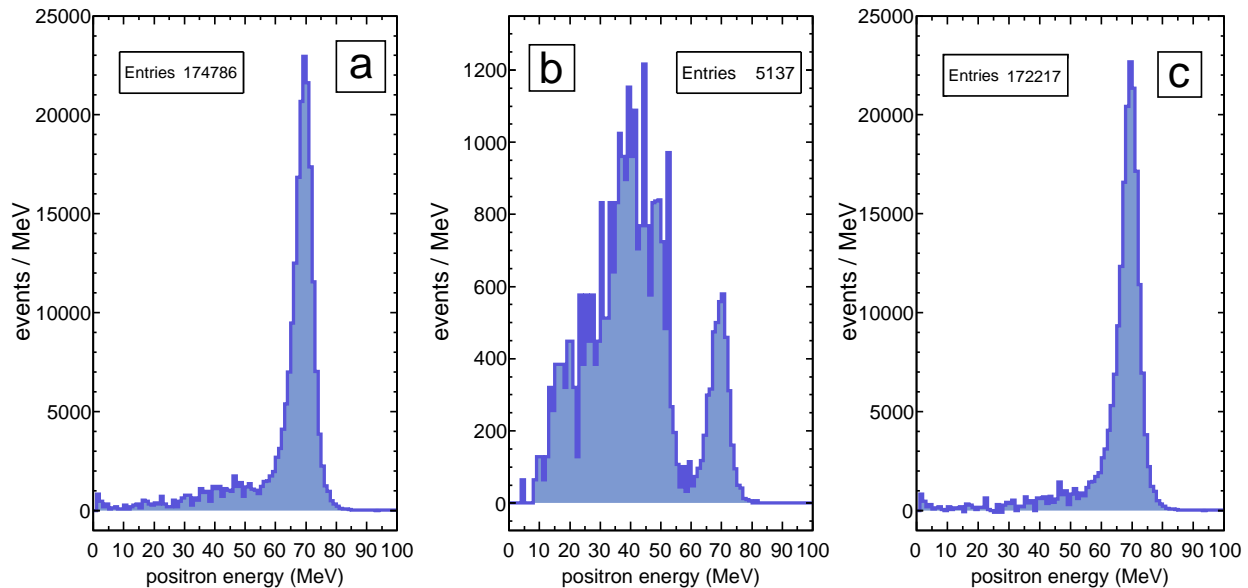 25000
20000
15000
10000
5000
0
events / MeV
Entries 174786
a
0 10 20 30 40 50 60 70 80 90 100
positron energy (MeV)
1200
1000
800
600
400
200
0
events / MeV
b
Entries 5137
0 10 20 30 40 50 60 70 80 90 100
positron energy (MeV)
25000
20000
15000
10000
5000
0
events / MeV
Entries 172217
c
0 10 20 30 40 50 60 70 80 90 100
positron energy (MeV)